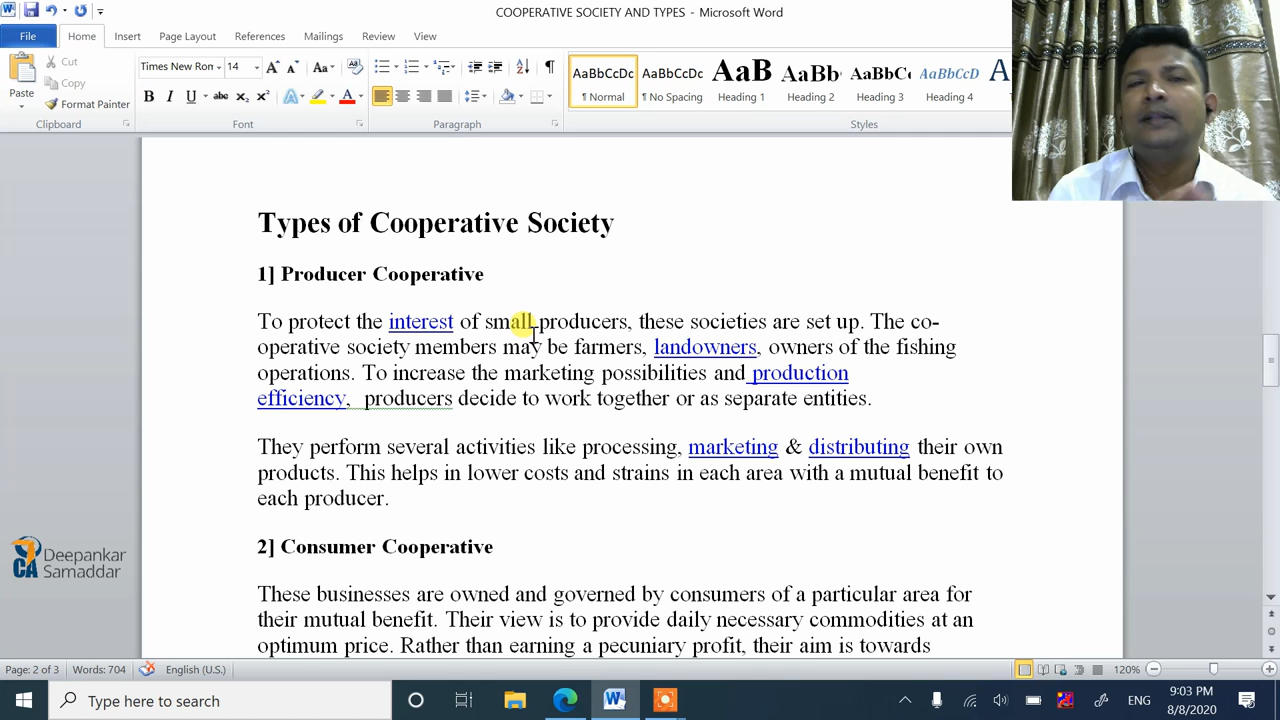 COOPERATIVE SOCIETY AND TYPES - Microsoft Word
File Home Insert Page Layout References Mailings Review View
Paste
Cut
Copy
Format Painter
Clipboard
Times New Ron 14
Font
Paragraph
AaBbCcDc AaBbCcDc AaB AaBb AaBbC AaBbCcD
¶ Normal ¶ No Spacing Heading 1 Heading 2 Heading 3 Heading 4
Styles
Types of Cooperative Society
1] Producer Cooperative
To protect the interest of small producers, these societies are set up. The co-
operative society members may be farmers, landowners, owners of the fishing
operations. To increase the marketing possibilities and production
efficiency, producers decide to work together or as separate entities.
They perform several activities like processing, marketing & distributing their own
products. This helps in lower costs and strains in each area with a mutual benefit to
each producer.
2] Consumer Cooperative
CA Deepankar
Samaddar
These businesses are owned and governed by consumers of a particular area for
their mutual benefit. Their view is to provide daily necessary commodities at an
optimum price. Rather than earning a pecuniary profit, their aim is towards
Page: 2 of 3 Words: 704 English (U.S.) 120%
Type here to search
ENG
9:03 PM
8/8/2020